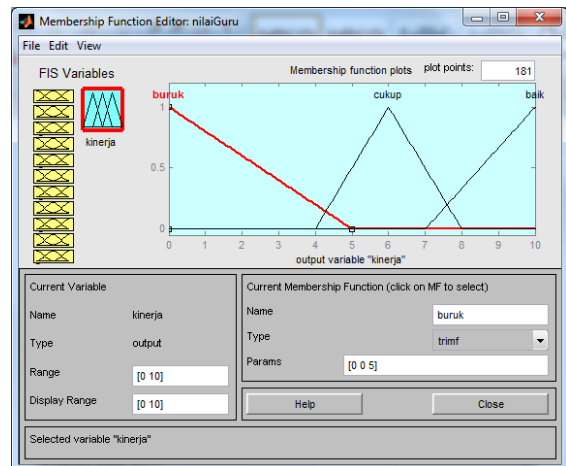 Membership Function Editor: nilaiGuru
File Edit View
FIS Variables
kinerja
Membership function plots
plot points:
181
buruk
cukup
baik
1
0.5
0
0 1 2 3 4 5 6 7 8 9 10
output variable "kinerja"
Current Variable
Name kinerja
Type output
Range [0 10]
Display Range [0 10]
Current Membership Function (click on MF to select)
Name buruk
Type trimf
Params [0 0 5]
Help
Close
Selected variable "kinerja"